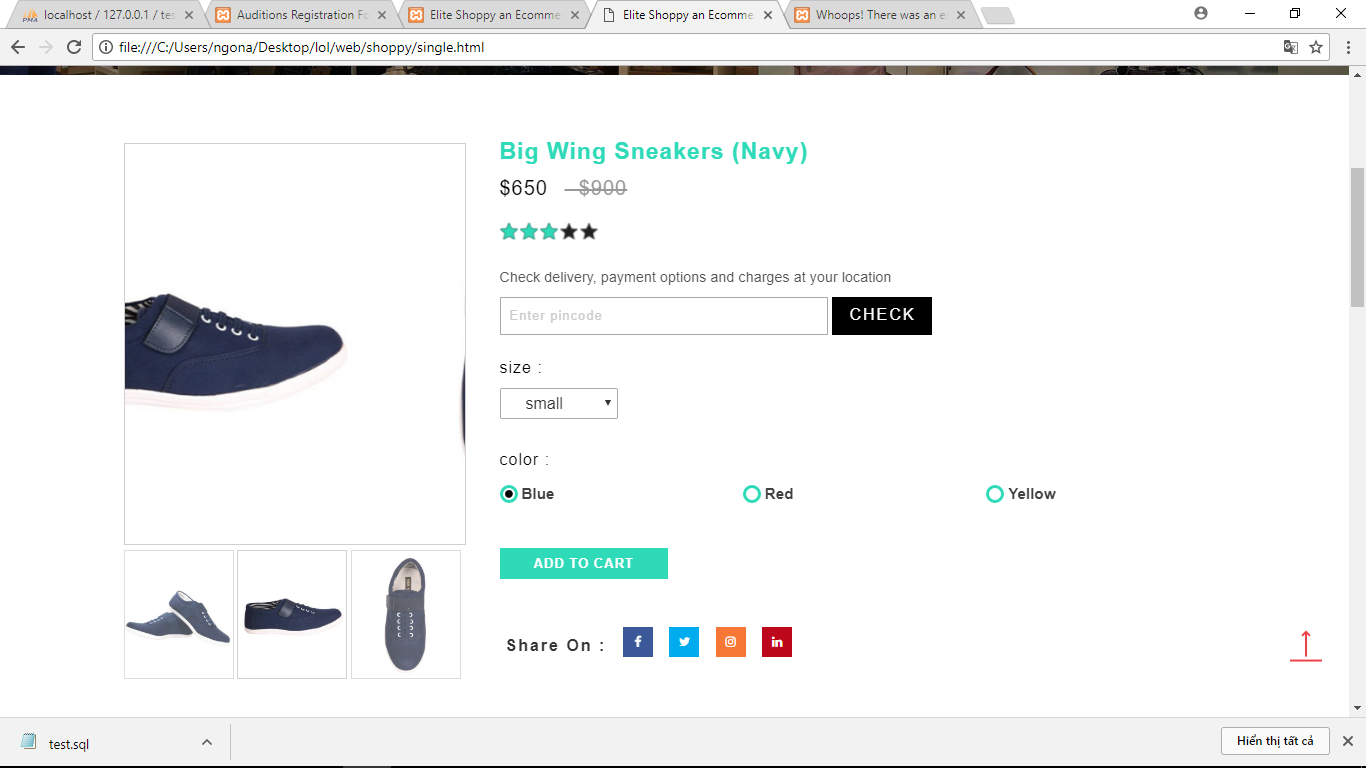 localhost / 127.0.0.1 / tes
Auditions Registration Fo
Elite Shoppy an Ecomme
Elite Shoppy an Ecomme
Whoops! There was an e
file:///C:/Users/ngona/Desktop/lol/web/shoppy/single.html
Big Wing Sneakers (Navy)
$650 $900
Check delivery, payment options and charges at your location
Enter pincode
CHECK
size :
small
color :
Blue
Red
Yellow
ADD TO CART
Share On :
test.sql
Hiển thị tất cả